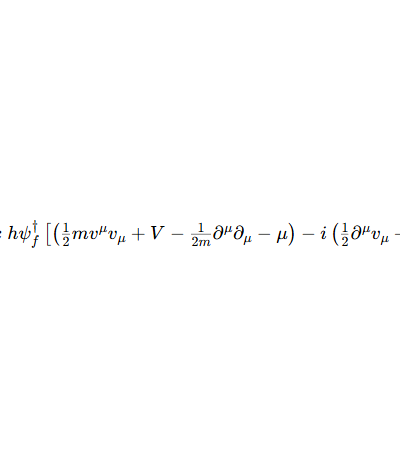 hψ_f^† [(½mv^μv_μ + V − 1/2m ∂^μ∂_μ − μ) − i (½∂^μv_μ